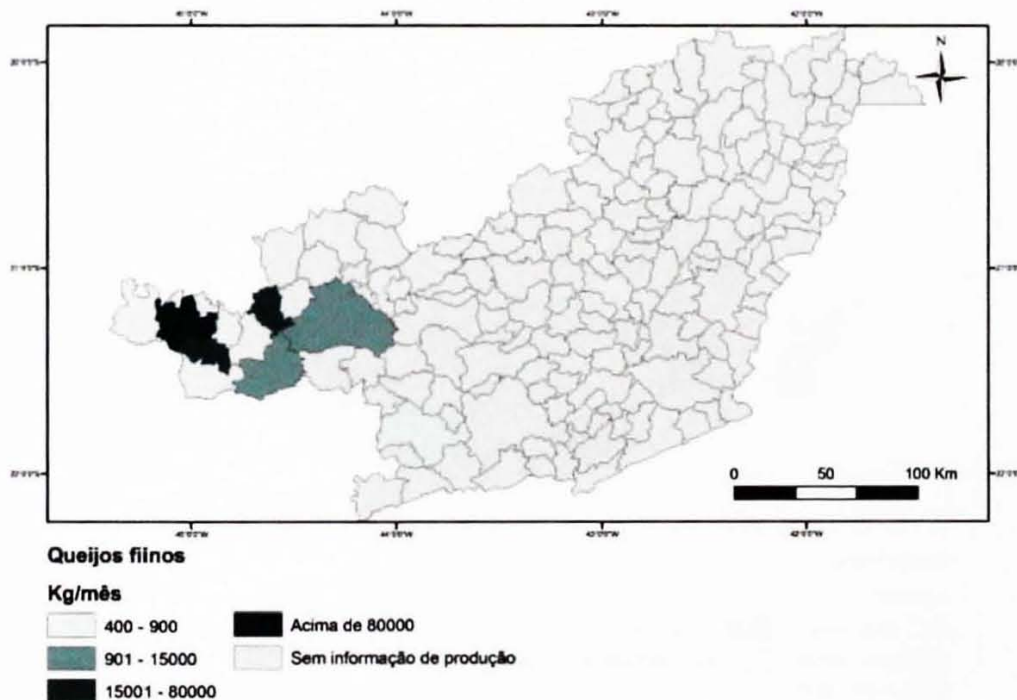 N
0 50 100 Km
Queijos fiinos
Kg/mês
400 - 900
901 - 15000
15001 - 80000
Acima de 80000
Sem informação de produção